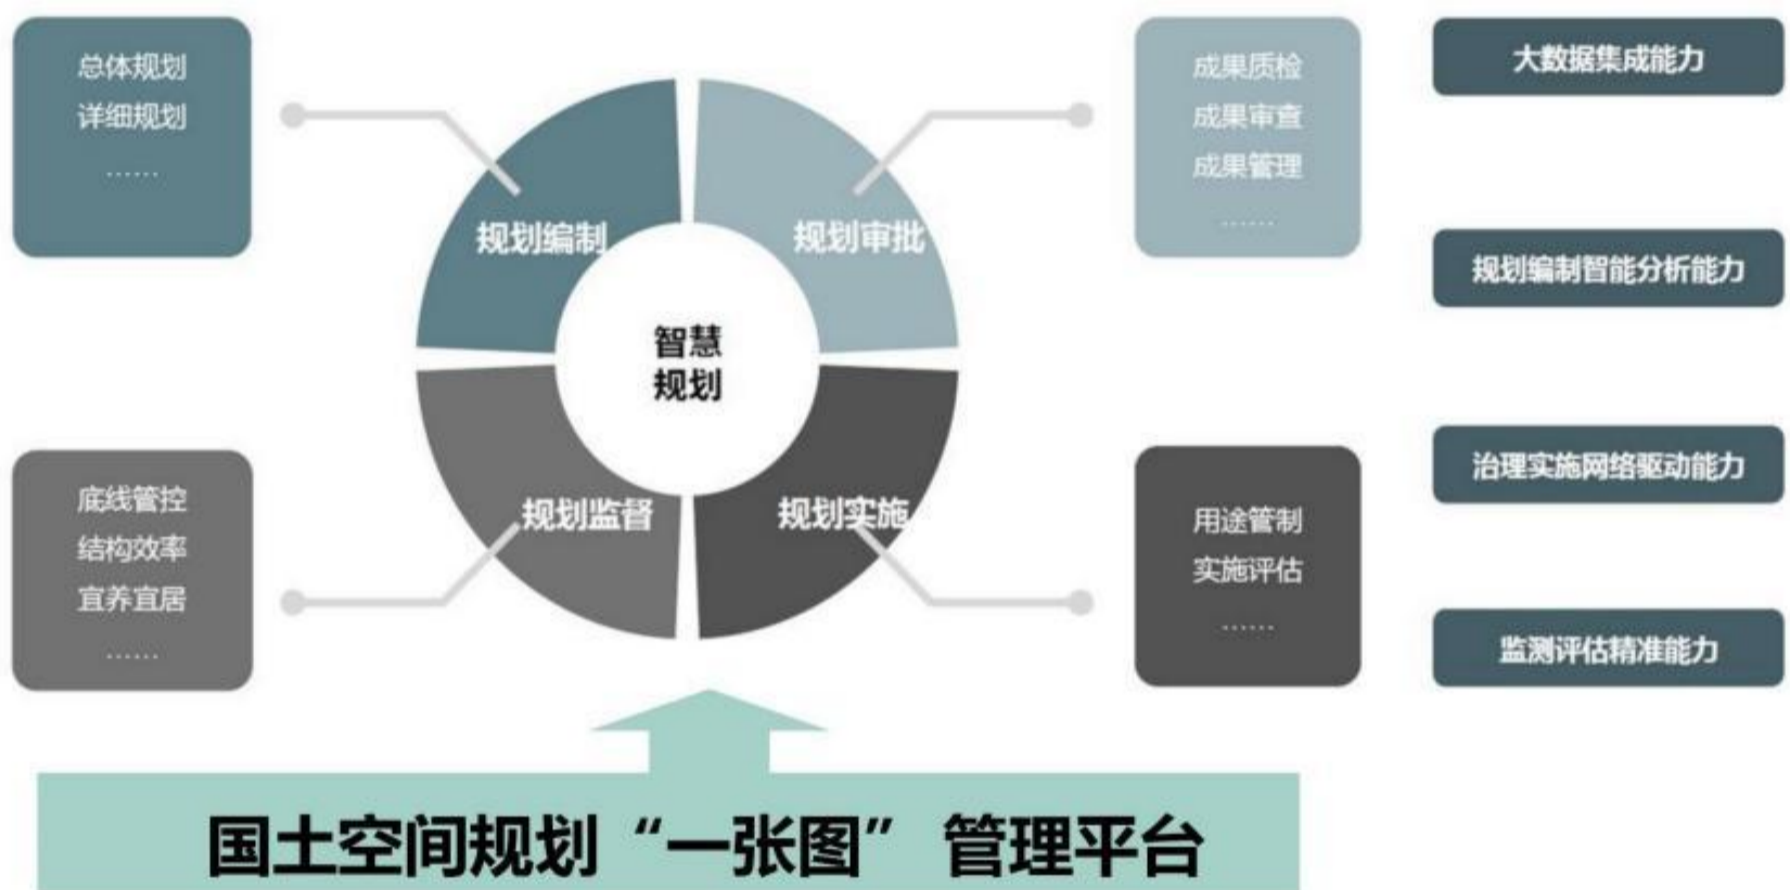 总体规划
详细规划
……
成果质检
成果审查
成果管理
……
大数据集成能力
规划编制智能分析能力
治理实施网络驱动能力
监测评估精准能力
规划编制
规划审批
智慧
规划
规划监督
规划实施
底线管控
结构效率
宜养宜居
……
用途管制
实施评估
……
国土空间规划“一张图”管理平台